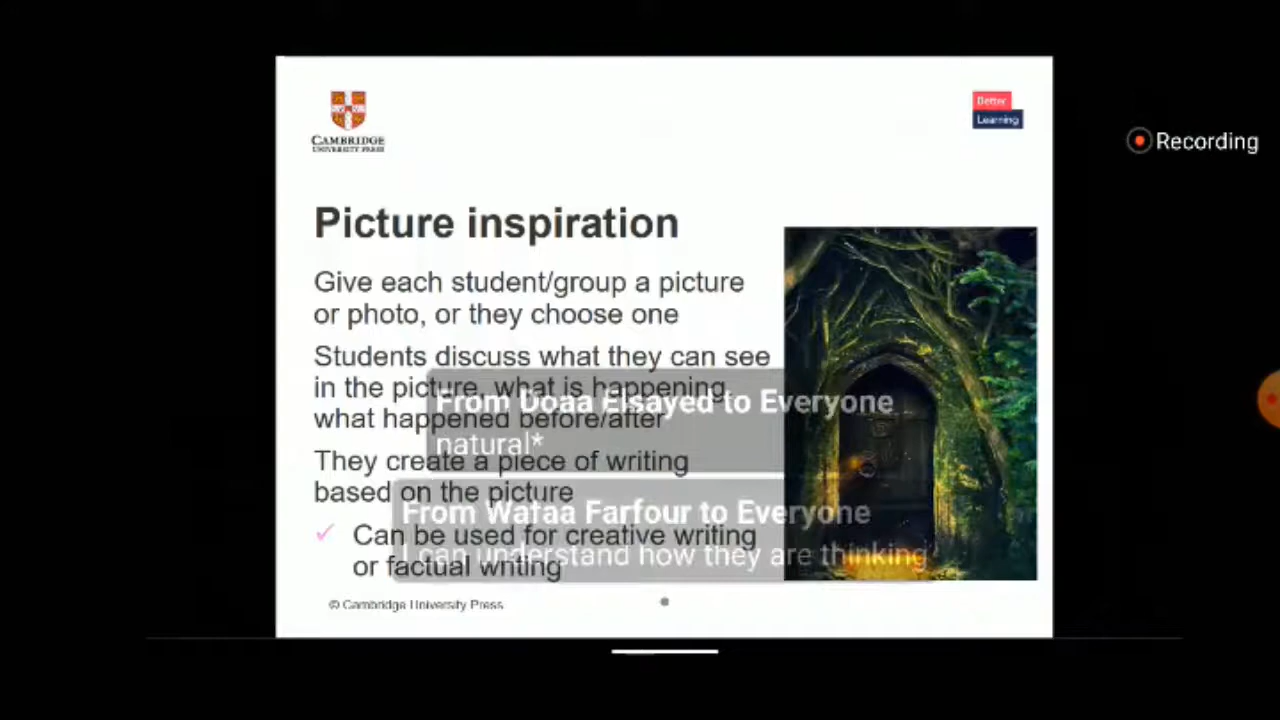 CAMBRIDGE
UNIVERSITY PRESS
Better
Learning
Recording
Picture inspiration
Give each student/group a picture
or photo, or they choose one
Students discuss what they can see
in the picture, what is happening,
what happened before/after
They create a piece of writing
based on the picture
✓ Can be used for creative writing
or factual writing
From Doaa Elsayed to Everyone
natural*
From Wafaa Farfour to Everyone
I can understand how they are thinking
© Cambridge University Press